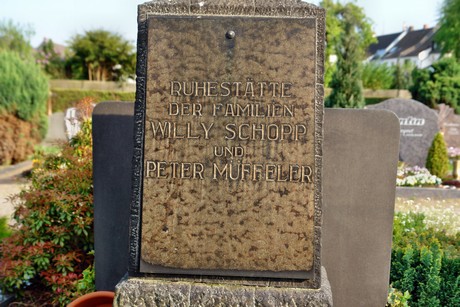 RUHESTÄTTE
DER FAMILIEN
WILLY SCHOPP
UND
PETER MÜFFELER